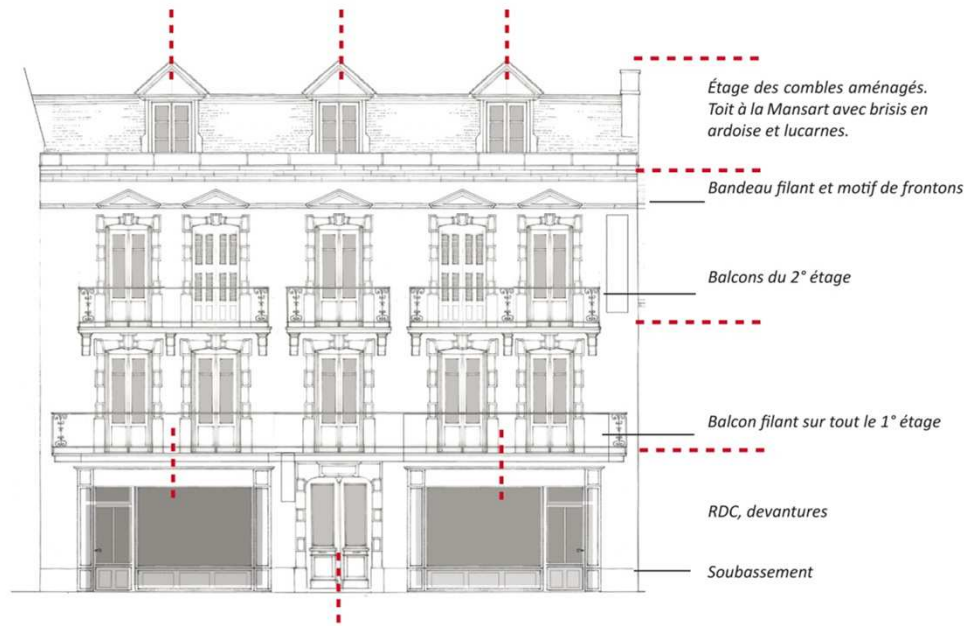 Étage des combles aménagés.
Toit à la Mansart avec brisis en
ardoise et lucarnes.
Bandeau filant et motif de frontons
Balcons du 2° étage
Balcon filant sur tout le 1° étage
RDC, devantures
Soubassement